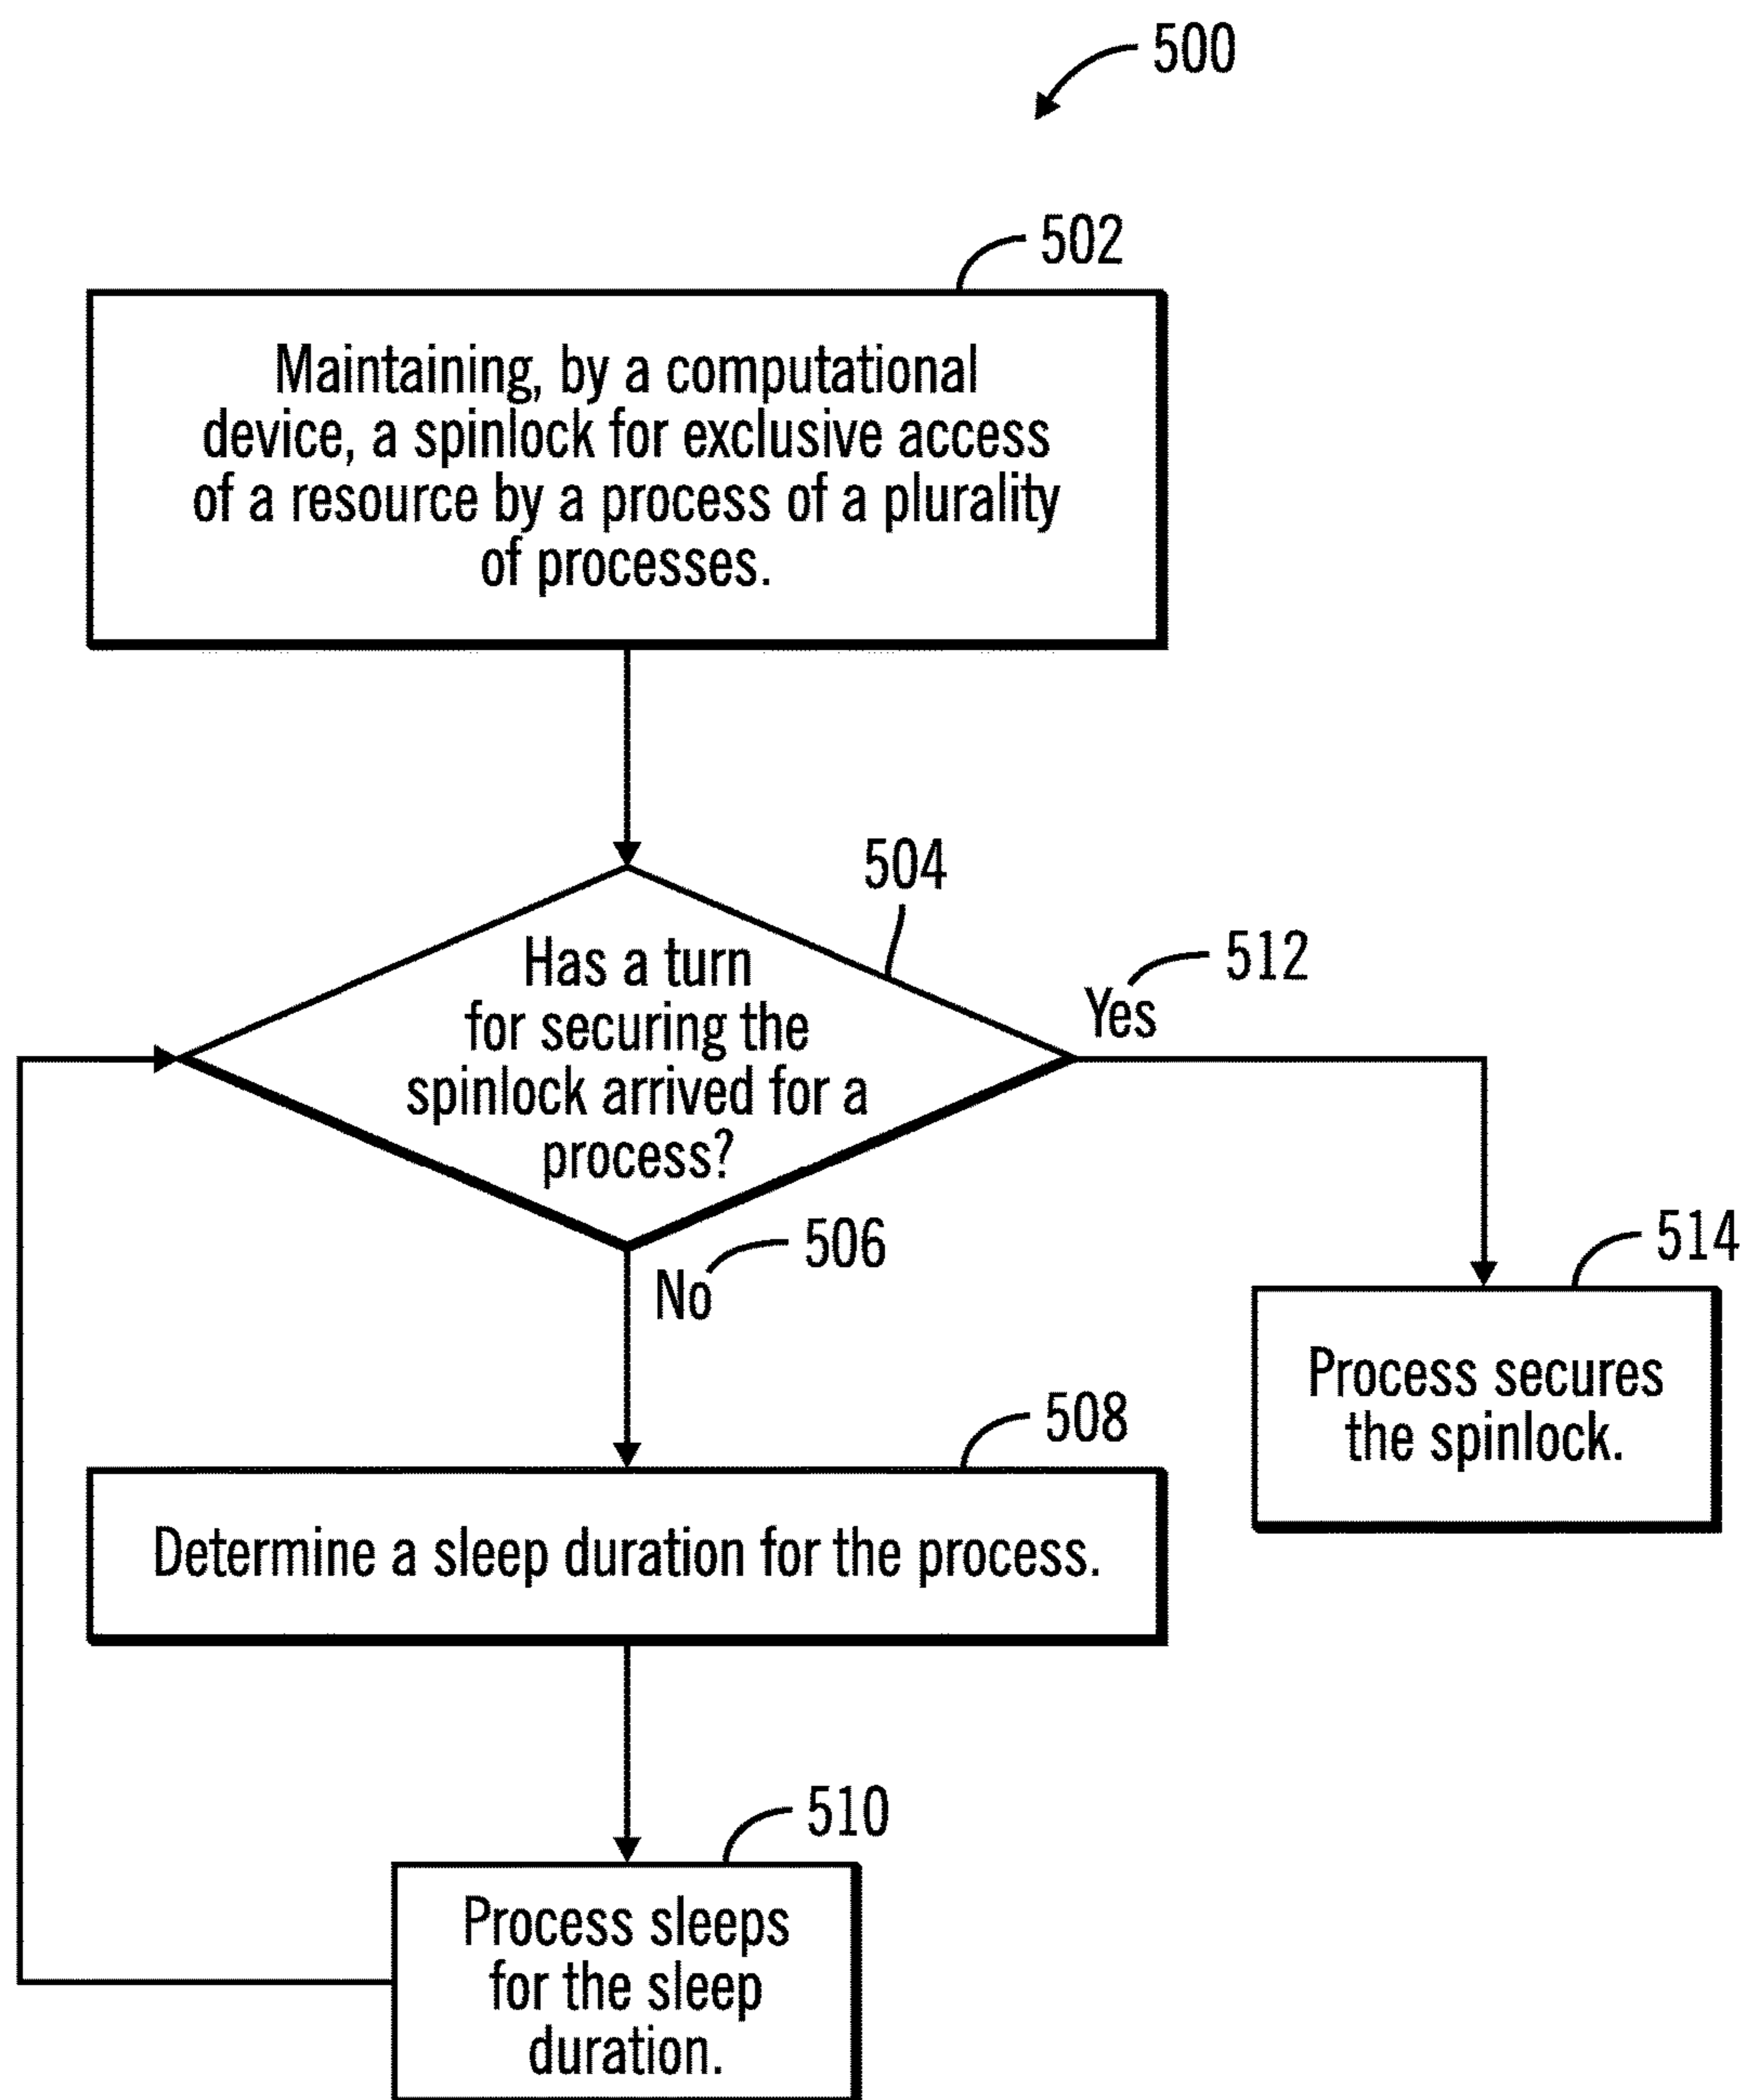 500
502
Maintaining, by a computational
device, a spinlock for exclusive access
of a resource by a process of a plurality
of processes.
504
Has a turn
for securing the
spinlock arrived for a
process?
512
Yes
506
No
514
Process secures
the spinlock.
508
Determine a sleep duration for the process.
510
Process sleeps
for the sleep
duration.